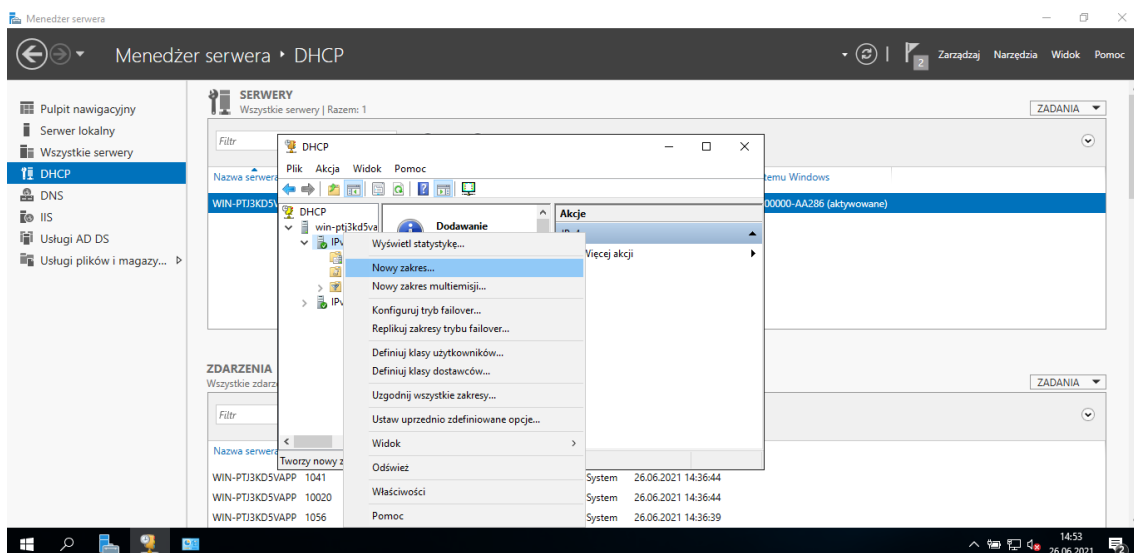 Menedżer serwera
Menedżer serwera ‣ DHCP
2
Zarządzaj Narzędzia Widok Pomoc
Pulpit nawigacyjny
Serwer lokalny
Wszystkie serwery
DHCP
DNS
IIS
Usługi AD DS
Usługi plików i magazy...
SERWERY
Wszystkie serwery | Razem: 1
ZADANIA
Filtr
Nazwa serwera
temu Windows
WIN-PTJ3KD5V
00000-AA286 (aktywowane)
DHCP
Plik Akcja Widok Pomoc
DHCP
win-ptj3kd5va
IPv
IPv
Dodawanie
Akcje
Więcej akcji
Wyświetl statystykę...
Nowy zakres...
Nowy zakres multiemisji...
Konfiguruj tryb failover...
Replikuj zakresy trybu failover...
Definiuj klasy użytkowników...
Definiuj klasy dostawców...
Uzgodnij wszystkie zakresy...
Ustaw uprzednio zdefiniowane opcje...
Widok
Odśwież
Właściwości
Pomoc
Tworzy nowy z
ZDARZENIA
Wszystkie zdarz
ZADANIA
Filtr
Nazwa serwera
WIN-PTJ3KD5VAPP 1041 System 26.06.2021 14:36:44
WIN-PTJ3KD5VAPP 10020 System 26.06.2021 14:36:44
WIN-PTJ3KD5VAPP 1056 System 26.06.2021 14:36:39
14:53
26.06.2021
2